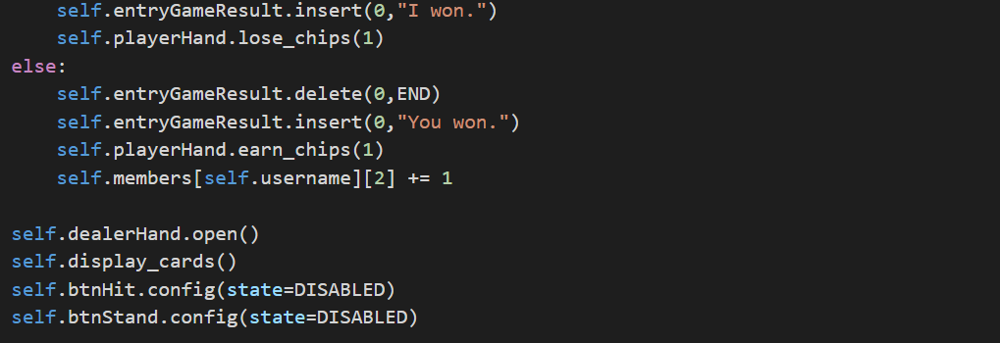 self.entryGameResult.insert(0,"I won.")
    self.playerHand.lose_chips(1)
else:
    self.entryGameResult.delete(0,END)
    self.entryGameResult.insert(0,"You won.")
    self.playerHand.earn_chips(1)
    self.members[self.username][2] += 1

self.dealerHand.open()
self.display_cards()
self.btnHit.config(state=DISABLED)
self.btnStand.config(state=DISABLED)